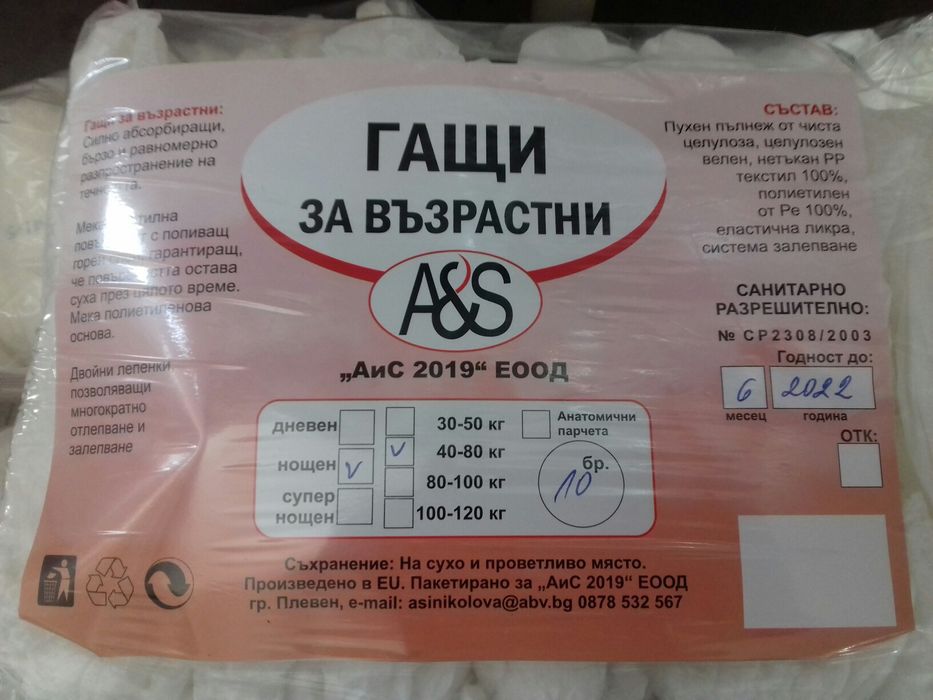 Гащи за възрастни:
Силно абсорбиращи,
бързо и равномерно
разпространение на
течността.
повърхност с попиващ
горен гарантиращ,
че повърхността остава
суха през цялото време.
Мека полиетиленова
основа.
Двойни лепенки
позволяващи
многократно
отлепване и
залепване
ГАЩИ
ЗА ВЪЗРАСТНИ
A&S
„АиС 2019“ ЕООД
СЪСТАВ:
Пухен пълнеж от чиста
целулоза, целулозен
велен, нетъкан PP
текстил 100%,
полиетилен
от Ре 100%,
еластична ликра,
система залепване
САНИТАРНО
РАЗРЕШИТЕЛНО:
№ СР2308/2003
Годност до:
6 2022
месец година
ОТК:
дневен 30-50 кг Анатомични
парчета
нощен V V 40-80 кг
80-100 кг
бр.
10
супер
нощен 100-120 кг
Съхранение: На сухо и проветливо място.
Произведено в EU. Пакетирано за „АиС 2019“ ЕООД
гр. Плевен, e-mail: asinikolova@abv.bg 0878 532 567